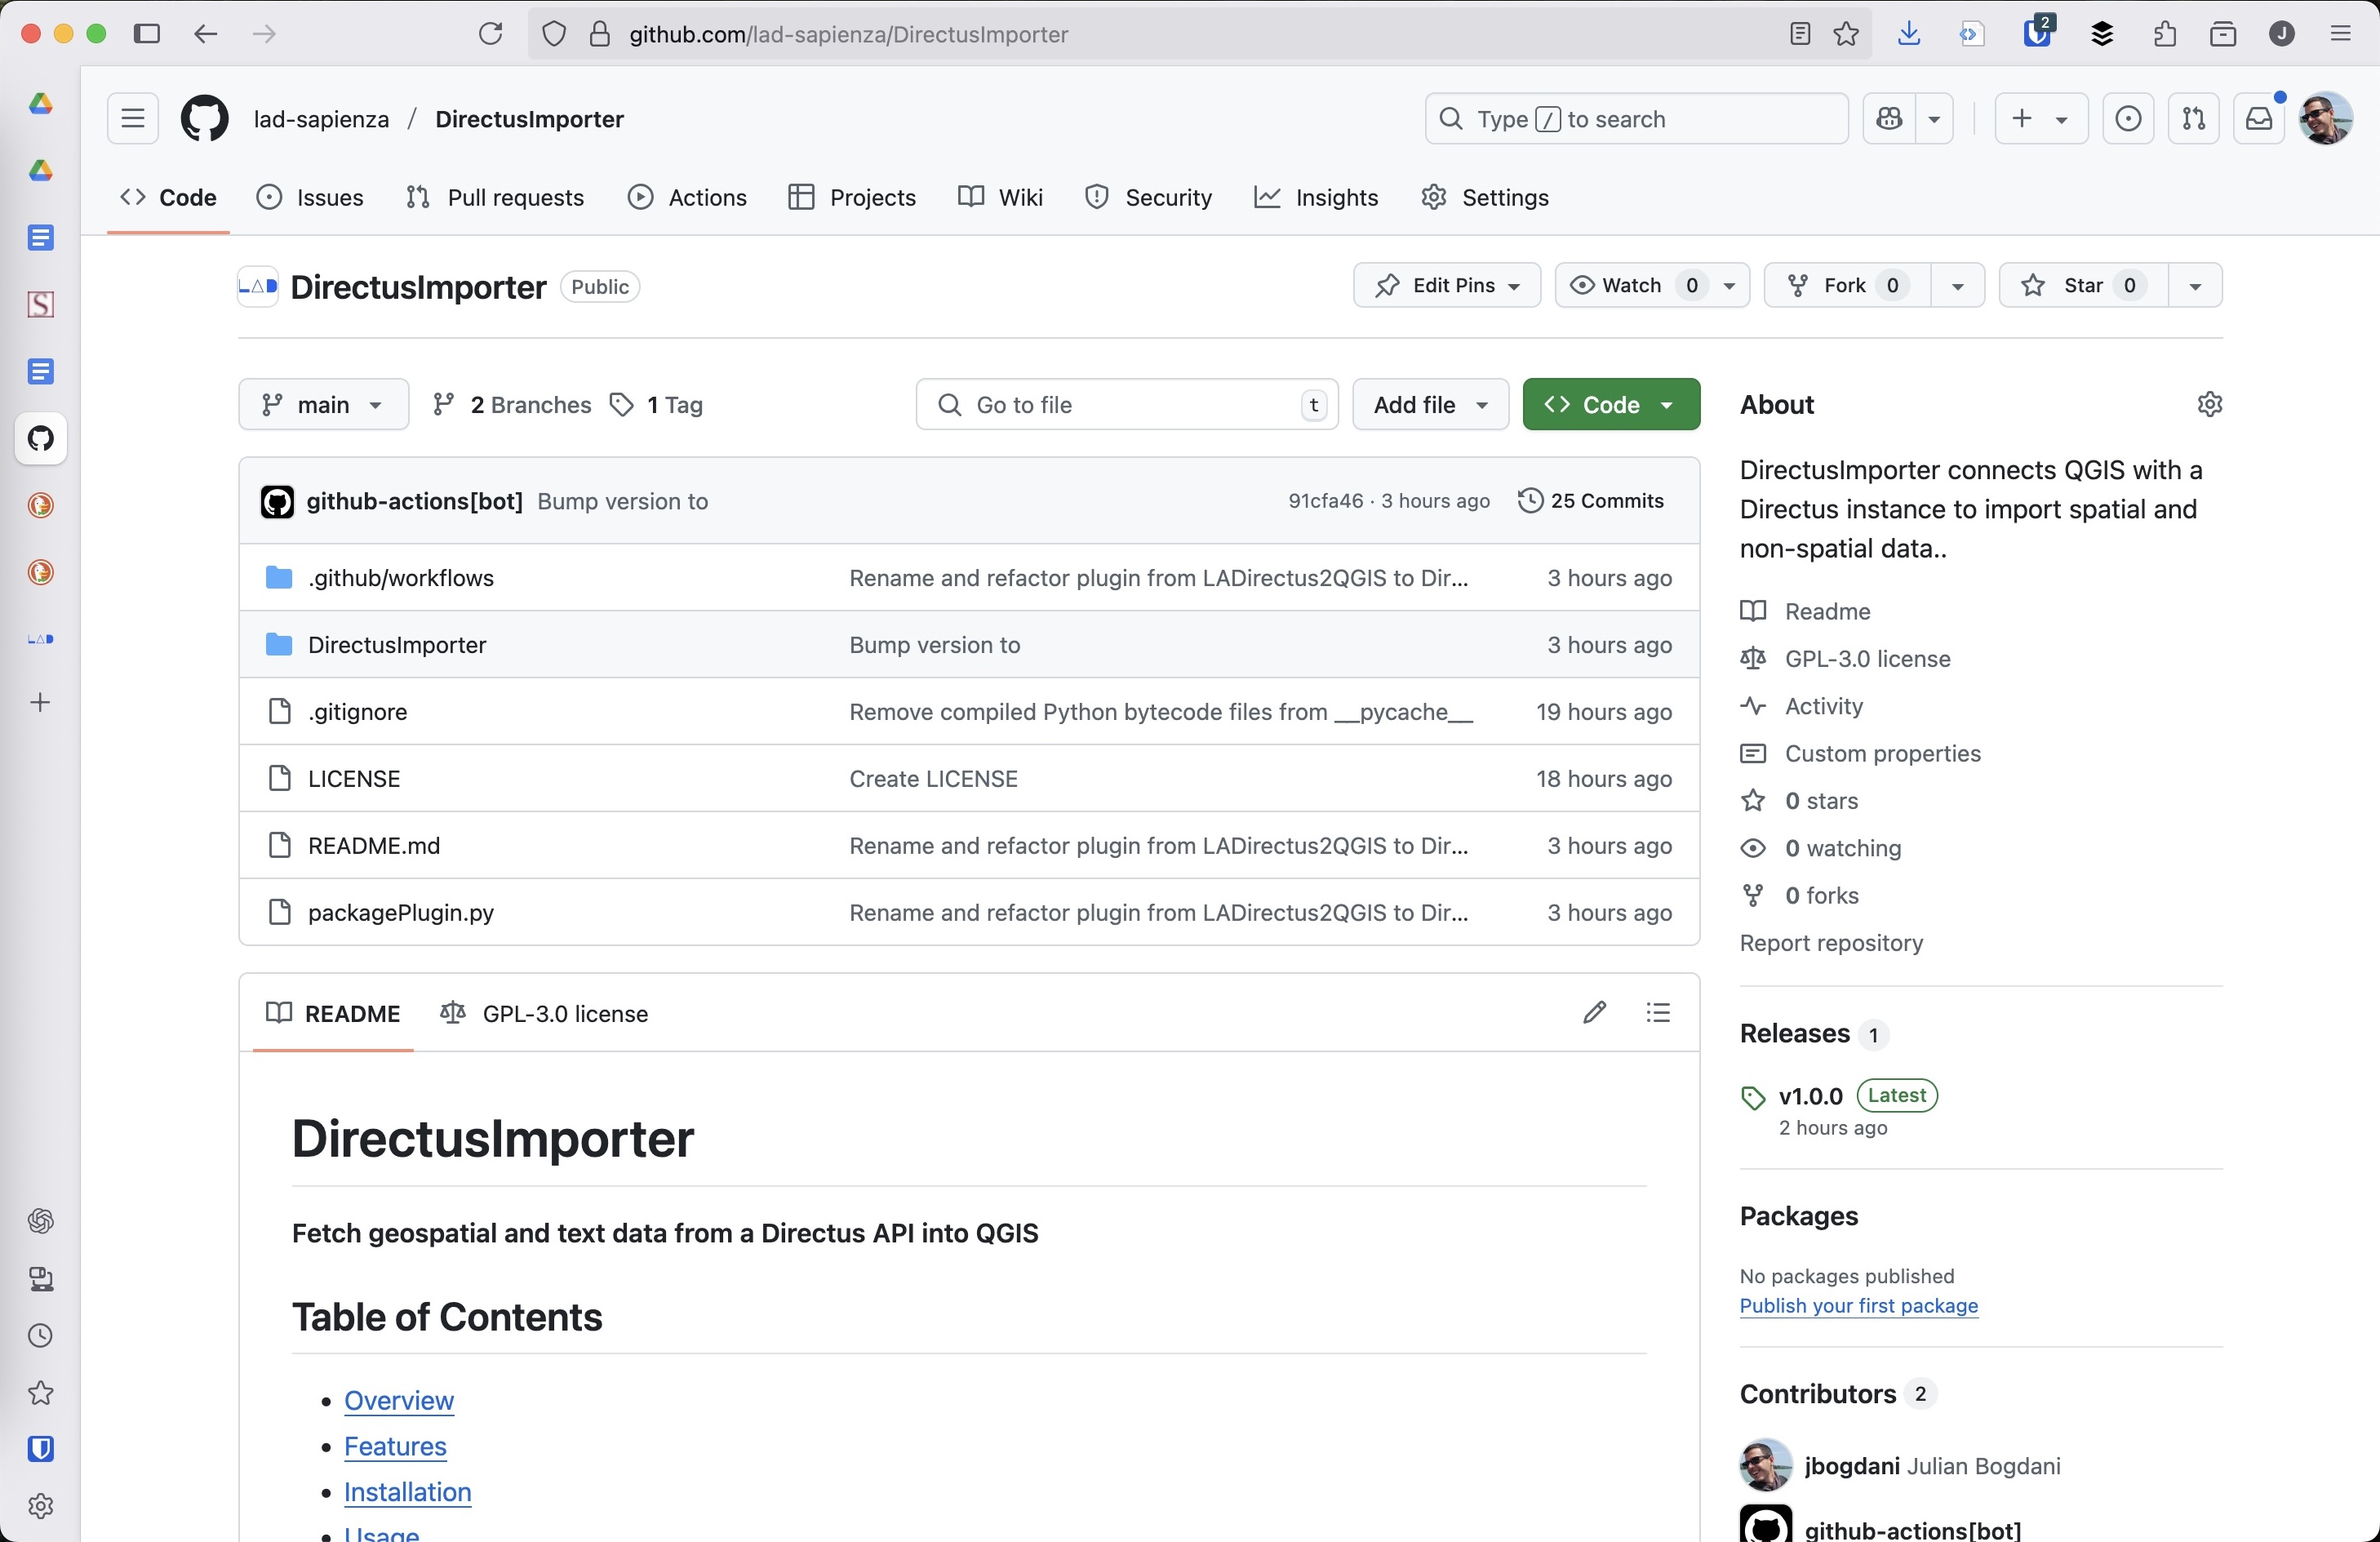 github.com/lad-sapienza/DirectusImporter
2
J
lad-sapienza / DirectusImporter
Type / to search
Code
Issues
Pull requests
Actions
Projects
Wiki
Security
Insights
Settings
LAD
DirectusImporter
Public
Edit Pins
Watch 0
Fork 0
Star 0
main
2 Branches
1 Tag
Go to file
t
Add file
Code
github-actions[bot] Bump version to
91cfa46 · 3 hours ago
25 Commits
.github/workflows Rename and refactor plugin from LADirectus2QGIS to Dir... 3 hours ago
DirectusImporter Bump version to 3 hours ago
.gitignore Remove compiled Python bytecode files from __pycache__ 19 hours ago
LICENSE Create LICENSE 18 hours ago
README.md Rename and refactor plugin from LADirectus2QGIS to Dir... 3 hours ago
packagePlugin.py Rename and refactor plugin from LADirectus2QGIS to Dir... 3 hours ago
README
GPL-3.0 license
DirectusImporter
Fetch geospatial and text data from a Directus API into QGIS
Table of Contents
Overview
Features
Installation
Usage
About
DirectusImporter connects QGIS with a
Directus instance to import spatial and
non-spatial data..
Readme
GPL-3.0 license
Activity
Custom properties
0 stars
0 watching
0 forks
Report repository
Releases 1
v1.0.0 Latest
2 hours ago
Packages
No packages published
Publish your first package
Contributors 2
jbogdani Julian Bogdani
github-actions[bot]